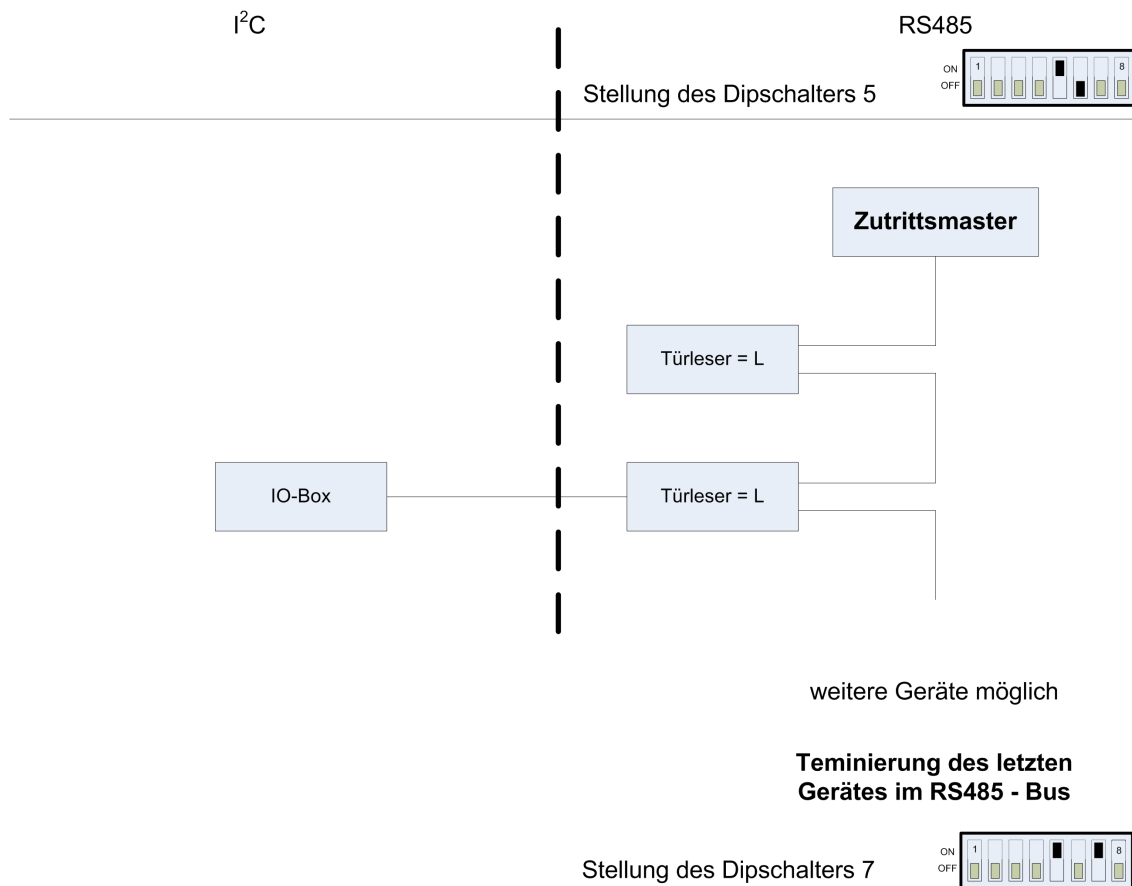 I²C
RS485
ON
OFF
1
8
Stellung des Dipschalters 5
Zutrittsmaster
Türleser = L
IO-Box
Türleser = L
weitere Geräte möglich
Teminierung des letzten
Gerätes im RS485 - Bus
Stellung des Dipschalters 7
ON
OFF
1
8